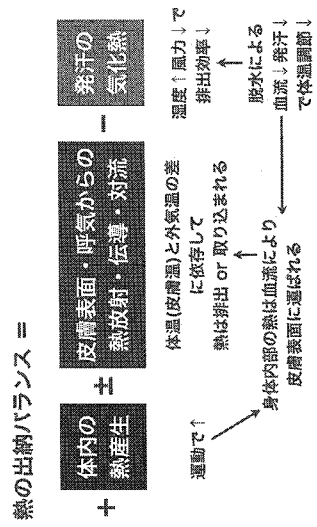 熱の出納バランス ＝
＋
体内の
熱産生
±
皮膚表面・呼気からの
熱放射・伝導・対流
－
発汗の
気化熱
運動で↑
体温(皮膚温)と外気温の差
に依存して
熱は排出 or 取り込まれる
身体内部の熱は血流により
皮膚表面に運ばれる
湿度↑風力↓で
排出効率↓
脱水による
血流↓発汗↓
で体温調節↓